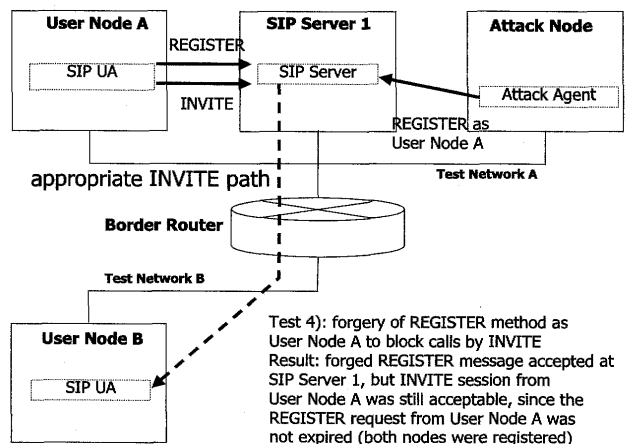 User Node A
SIP Server 1
Attack Node
REGISTER
SIP UA
SIP Server
INVITE
Attack Agent
REGISTER as
User Node A
Test Network A
appropriate INVITE path
Border Router
Test Network B
User Node B
SIP UA
Test 4): forgery of REGISTER method as
User Node A to block calls by INVITE
Result: forged REGISTER message accepted at
SIP Server 1, but INVITE session from
User Node A was still acceptable, since the
REGISTER request from User Node A was
not expired (both nodes were registered)